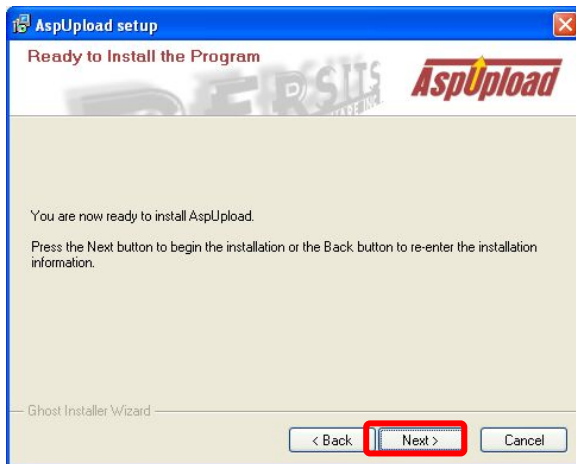 AspUpload setup
Ready to Install the Program
PERSITS
AspUpload
You are now ready to install AspUpload.
Press the Next button to begin the installation or the Back button to re-enter the installation
information.
Ghost Installer Wizard
< Back
Next >
Cancel